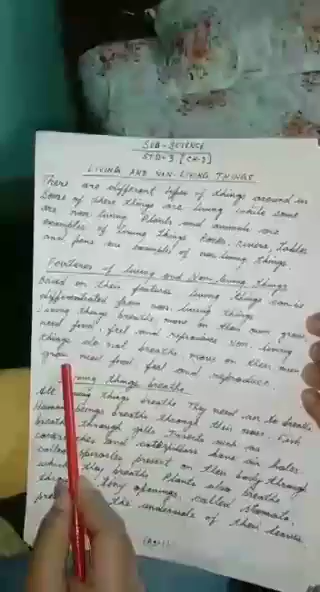 SUB - SCIENCE
STD - 3 [CH-1]
LIVING AND NON-LIVING THINGS
There are different types of things around us
Some of these things are living while some
are non living Plants and animals are
examples of living things Rivers, Tables
and are example of non living things.
Features of living and Non-living things
Based on their features living things can be
differentiated from non living things
living things breathe move on their own grow
need food feel and reproduce Non living
things do not breathe move on their own
grow need food feel and reproduce.
living things breathe
All living things breathe They need air to breathe
Human beings breathe through their nose Fish
breathe through gills Insects such as
and caterpillars have air holes
called spiracles present on their body through
which they breathe Plants also breathe
through tiny openings called Stomata
present the underside of their leaves